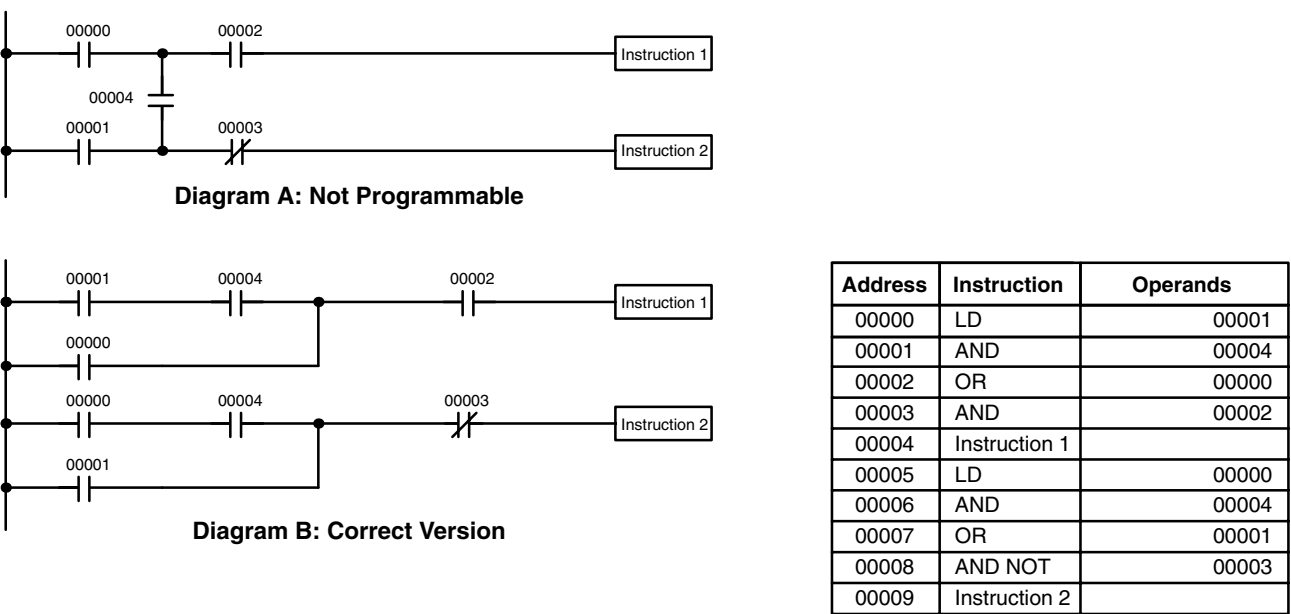 00000 00002
Instruction 1
00004
00001 00003
Instruction 2
Diagram A: Not Programmable
00001 00004 00002
Instruction 1
00000
00000 00004 00003
Instruction 2
00001
Diagram B: Correct Version
Address Instruction Operands
00000 LD 00001
00001 AND 00004
00002 OR 00000
00003 AND 00002
00004 Instruction 1
00005 LD 00000
00006 AND 00004
00007 OR 00001
00008 AND NOT 00003
00009 Instruction 2